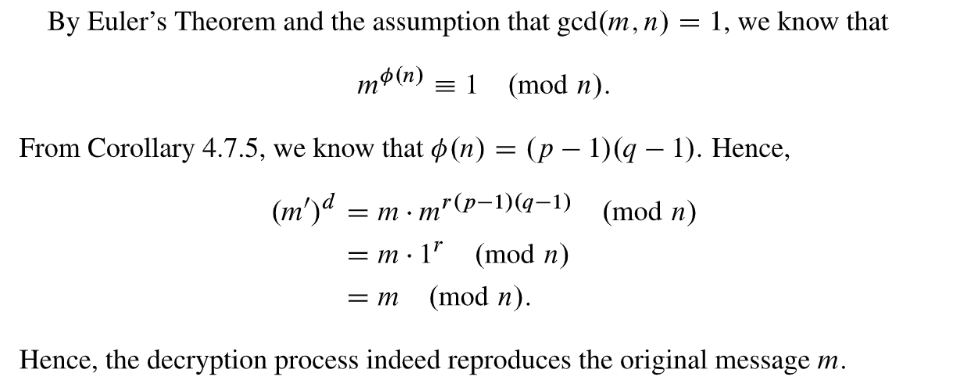 By Euler’s Theorem and the assumption that gcd(m, n) = 1, we know that
m^ϕ(n) ≡ 1 (mod n).
From Corollary 4.7.5, we know that ϕ(n) = (p − 1)(q − 1). Hence,
(m′)^d = m · m^r(p−1)(q−1) (mod n)
= m · 1^r (mod n)
= m (mod n).
Hence, the decryption process indeed reproduces the original message m.